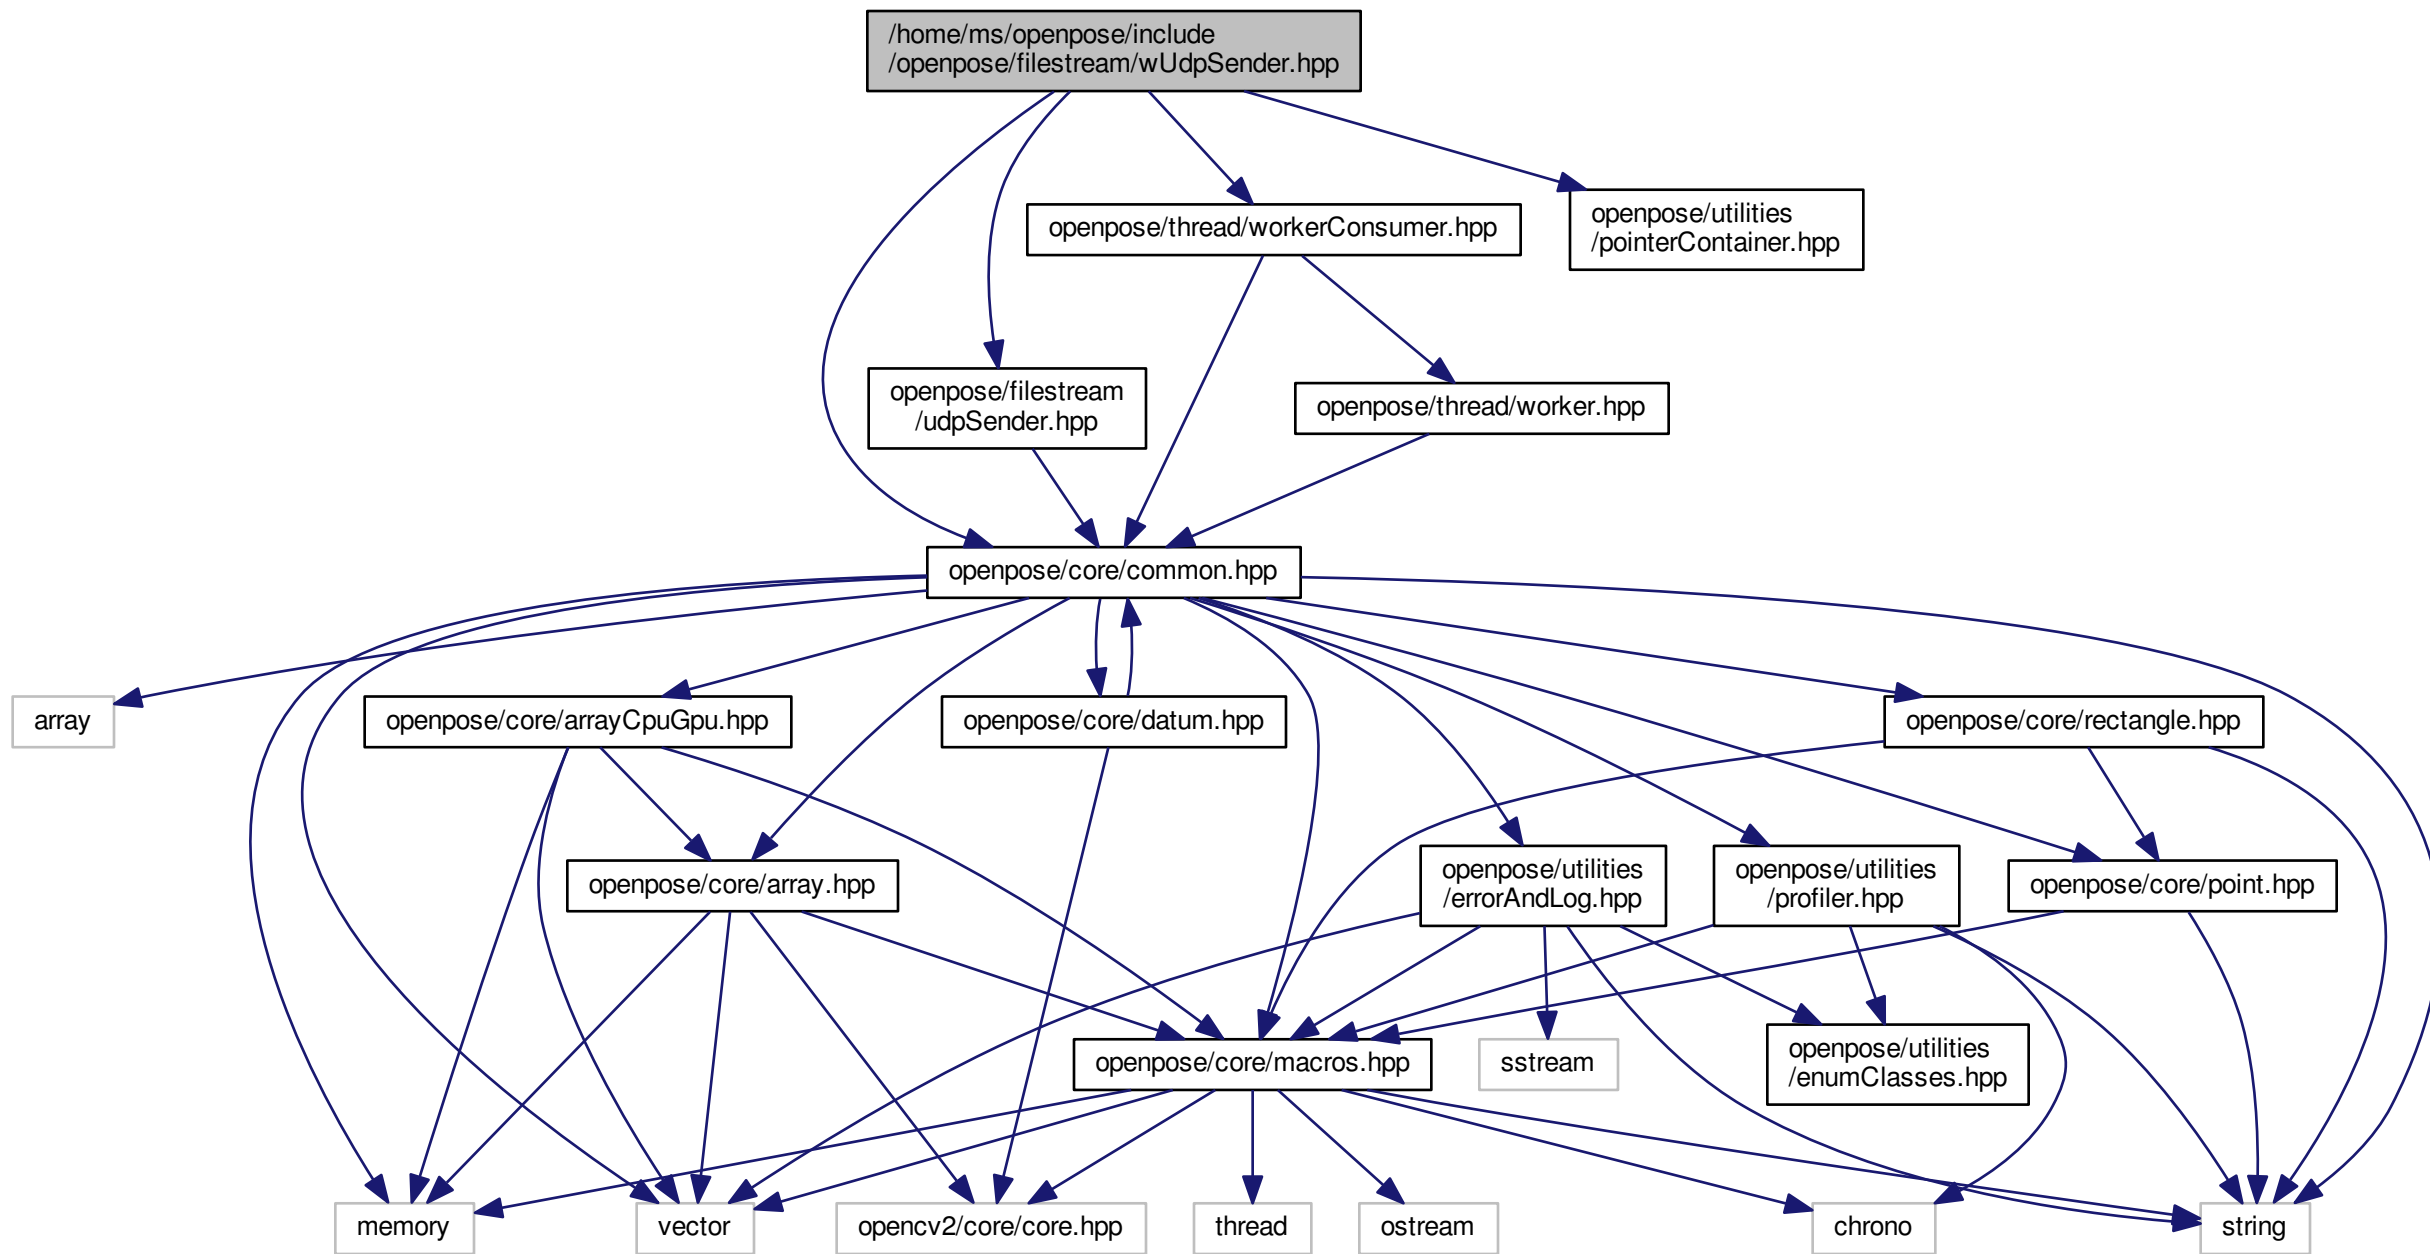 /home/ms/openpose/include
/openpose/filestream/wUdpSender.hpp
openpose/thread/workerConsumer.hpp
openpose/utilities
/pointerContainer.hpp
openpose/filestream
/udpSender.hpp
openpose/thread/worker.hpp
openpose/core/common.hpp
array
openpose/core/arrayCpuGpu.hpp
openpose/core/datum.hpp
openpose/core/rectangle.hpp
openpose/core/array.hpp
openpose/utilities
/errorAndLog.hpp
openpose/utilities
/profiler.hpp
openpose/core/point.hpp
openpose/core/macros.hpp
sstream
openpose/utilities
/enumClasses.hpp
memory
vector
opencv2/core/core.hpp
thread
ostream
chrono
string